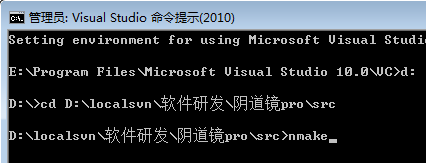 管理员: Visual Studio 命令提示(2010)
Setting environment for using Microsoft Visual Studi
E:\Program Files\Microsoft Visual Studio 10.0\VC>d:
D:\>cd D:\localsvn\软件研发\阴道镜pro\src
D:\localsvn\软件研发\阴道镜pro\src>nmake_